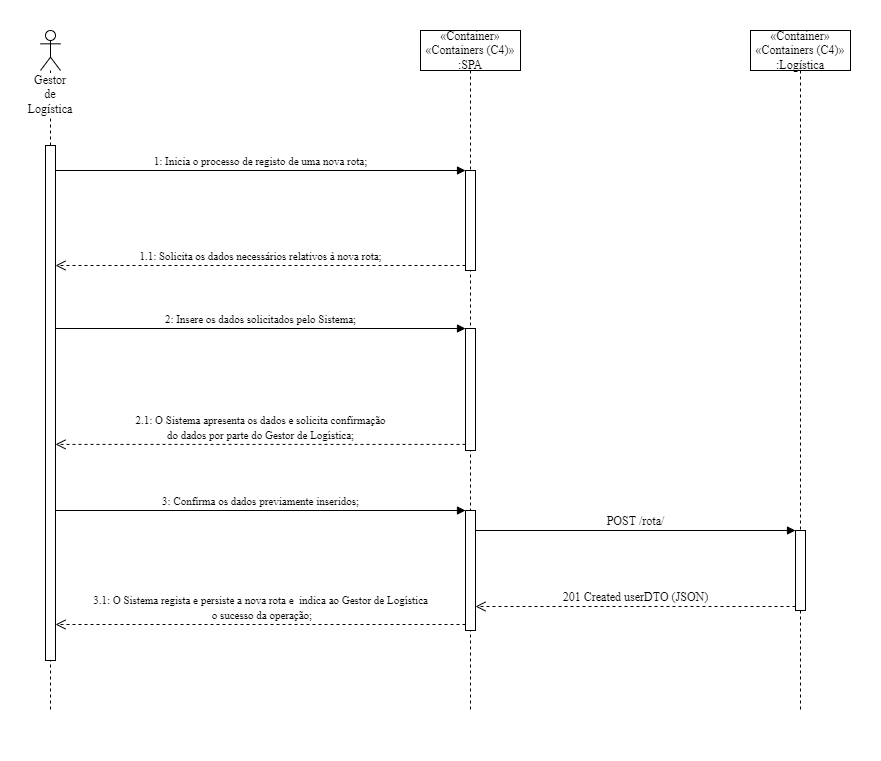 Gestor
de
Logística
«Container»
«Containers (C4)»
:SPA
«Container»
«Containers (C4)»
:Logística
1: Inicia o processo de registo de uma nova rota;
1.1: Solicita os dados necessários relativos à nova rota;
2: Insere os dados solicitados pelo Sistema;
2.1: O Sistema apresenta os dados e solicita confirmação
do dados por parte do Gestor de Logística;
3: Confirma os dados previamente inseridos;
POST /rota/
201 Created userDTO (JSON)
3.1: O Sistema regista e persiste a nova rota e indica ao Gestor de Logística
o sucesso da operação;